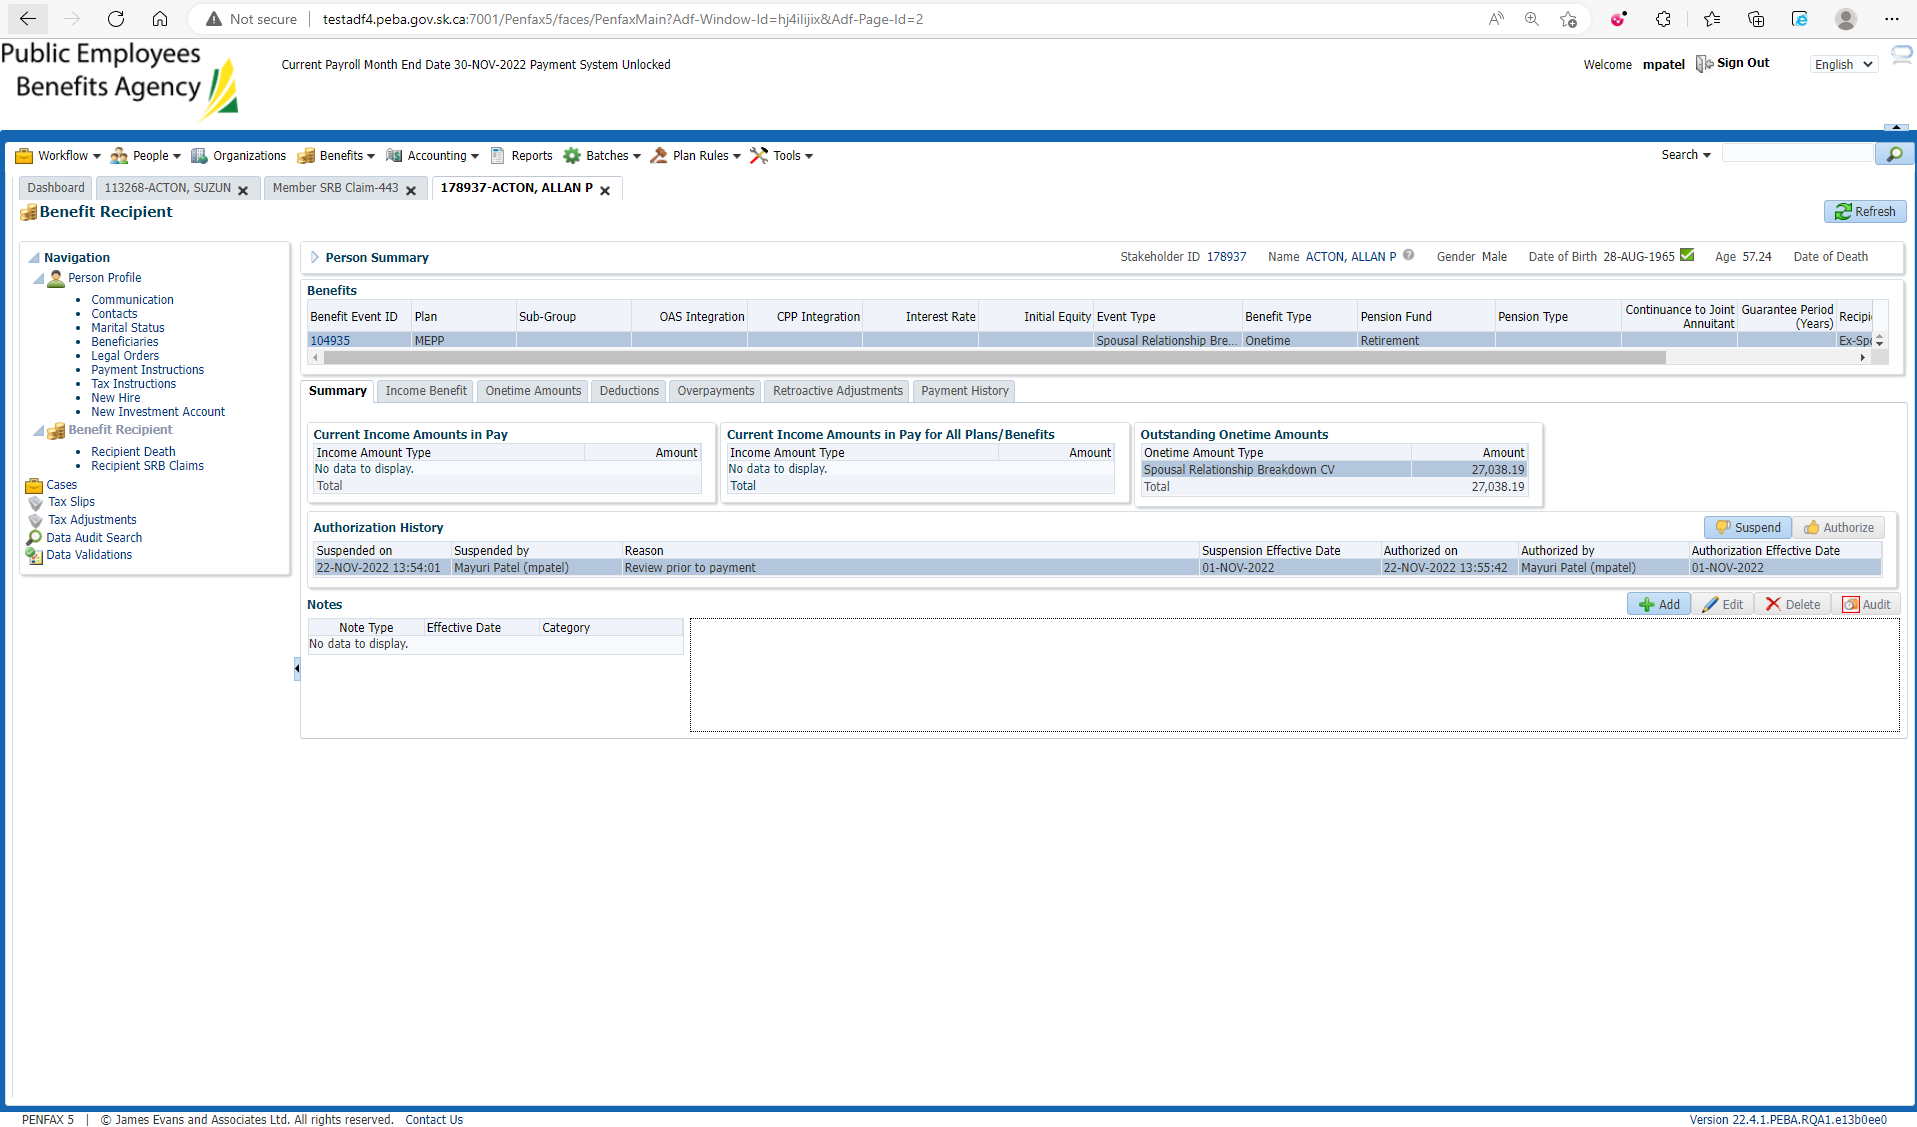 Not secure testadf4.peba.gov.sk.ca:7001/Penfax5/faces/PenfaxMain?Adf-Window-Id=hj4ilijix&Adf-Page-Id=2
Public Employees
Benefits Agency
Current Payroll Month End Date 30-NOV-2022 Payment System Unlocked
Welcome mpatel Sign Out English
Workflow People Organizations Benefits Accounting Reports Batches Plan Rules Tools Search
Dashboard 113268-ACTON, SUZUN Member SRB Claim-443 178937-ACTON, ALLAN P
Benefit Recipient Refresh
Navigation
Person Profile
Communication
Contacts
Marital Status
Beneficiaries
Legal Orders
Payment Instructions
Tax Instructions
New Hire
New Investment Account
Benefit Recipient
Recipient Death
Recipient SRB Claims
Cases
Tax Slips
Tax Adjustments
Data Audit Search
Data Validations
Person Summary Stakeholder ID 178937 Name ACTON, ALLAN P Gender Male Date of Birth 28-AUG-1965 Age 57.24 Date of Death
Benefits
Benefit Event ID Plan Sub-Group OAS Integration CPP Integration Interest Rate Initial Equity Event Type Benefit Type Pension Fund Pension Type Continuance to Joint Annuitant Guarantee Period (Years) Recipi
104935 MEPP Spousal Relationship Bre... Onetime Retirement Ex-Spo
Summary Income Benefit Onetime Amounts Deductions Overpayments Retroactive Adjustments Payment History
Current Income Amounts in Pay
Income Amount Type Amount
No data to display.
Total
Current Income Amounts in Pay for All Plans/Benefits
Income Amount Type Amount
No data to display.
Total
Outstanding Onetime Amounts
Onetime Amount Type Amount
Spousal Relationship Breakdown CV 27,038.19
Total 27,038.19
Authorization History Suspend Authorize
Suspended on Suspended by Reason Suspension Effective Date Authorized on Authorized by Authorization Effective Date
22-NOV-2022 13:54:01 Mayuri Patel (mpatel) Review prior to payment 01-NOV-2022 22-NOV-2022 13:55:42 Mayuri Patel (mpatel) 01-NOV-2022
Notes Add Edit Delete Audit
Note Type Effective Date Category
No data to display.
PENFAX 5 | © James Evans and Associates Ltd. All rights reserved. Contact Us Version 22.4.1.PEBA.RQA1.e13b0ee0